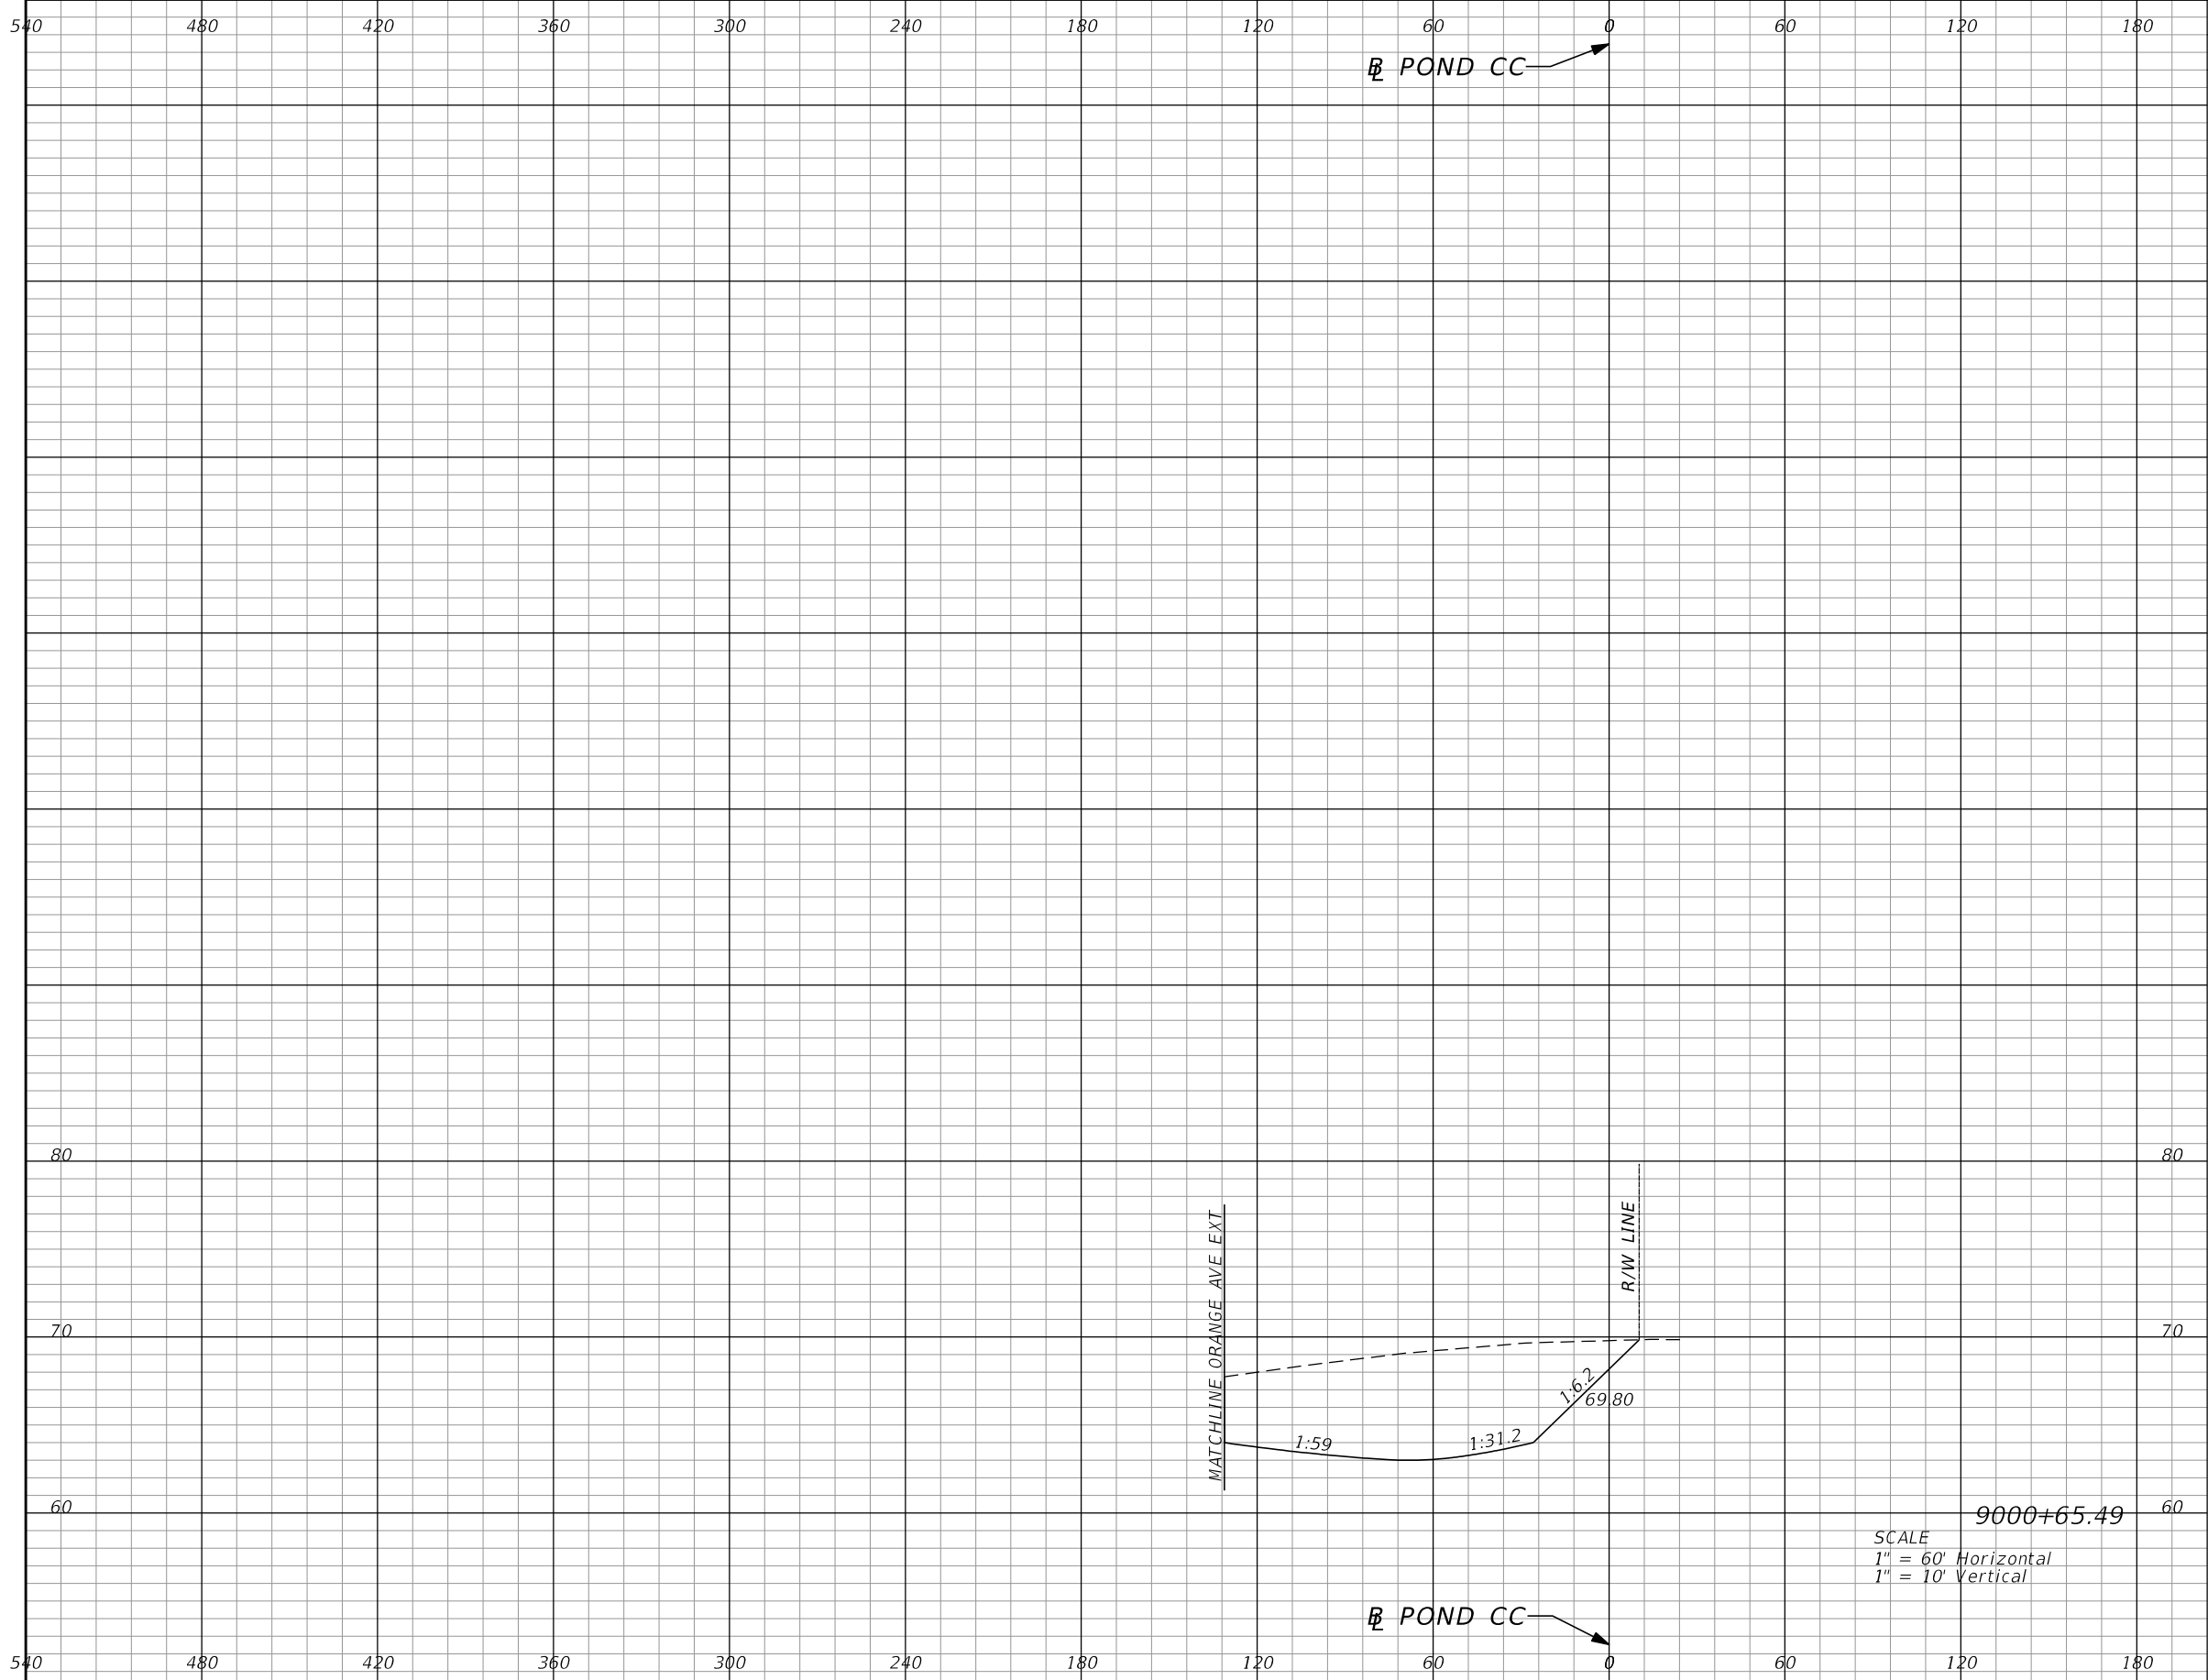 540 480 420 360 300 240 180 120 60 0 60 120 180
BL POND CC
80 80
MATCHLINE ORANGE AVE EXT
R/W LINE
70 70
1:6.2
69.80
1:59
1:31.2
60 60
9000+65.49
SCALE
1" = 60' Horizontal
1" = 10' Vertical
BL POND CC
540 480 420 360 300 240 180 120 60 0 60 120 180